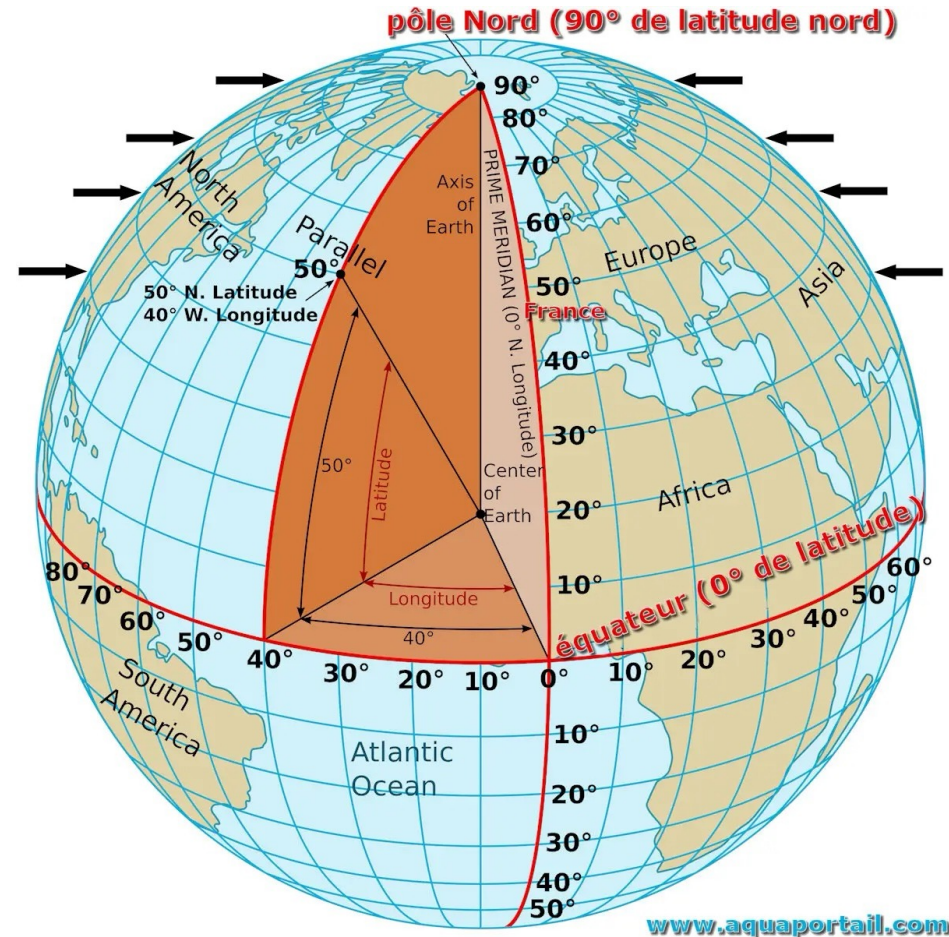 pôle Nord (90° de latitude nord)
90°
80°
70°
60°
50°
40°
30°
20°
10°
North
America
Parallel
50°
50° N. Latitude
40° W. Longitude
Axis
of
Earth
PRIME MERIDIAN (0° N. Longitude)
Europe
Asia
France
Africa
Center
of
Earth
50°
Latitude
Longitude
40°
équateur (0° de latitude)
80°
70°
60°
50°
40°
30°
20°
10°
0°
10°
20°
30°
40°
50°
60°
South
America
Atlantic
Ocean
10°
20°
30°
40°
50°
www.aquaportail.com